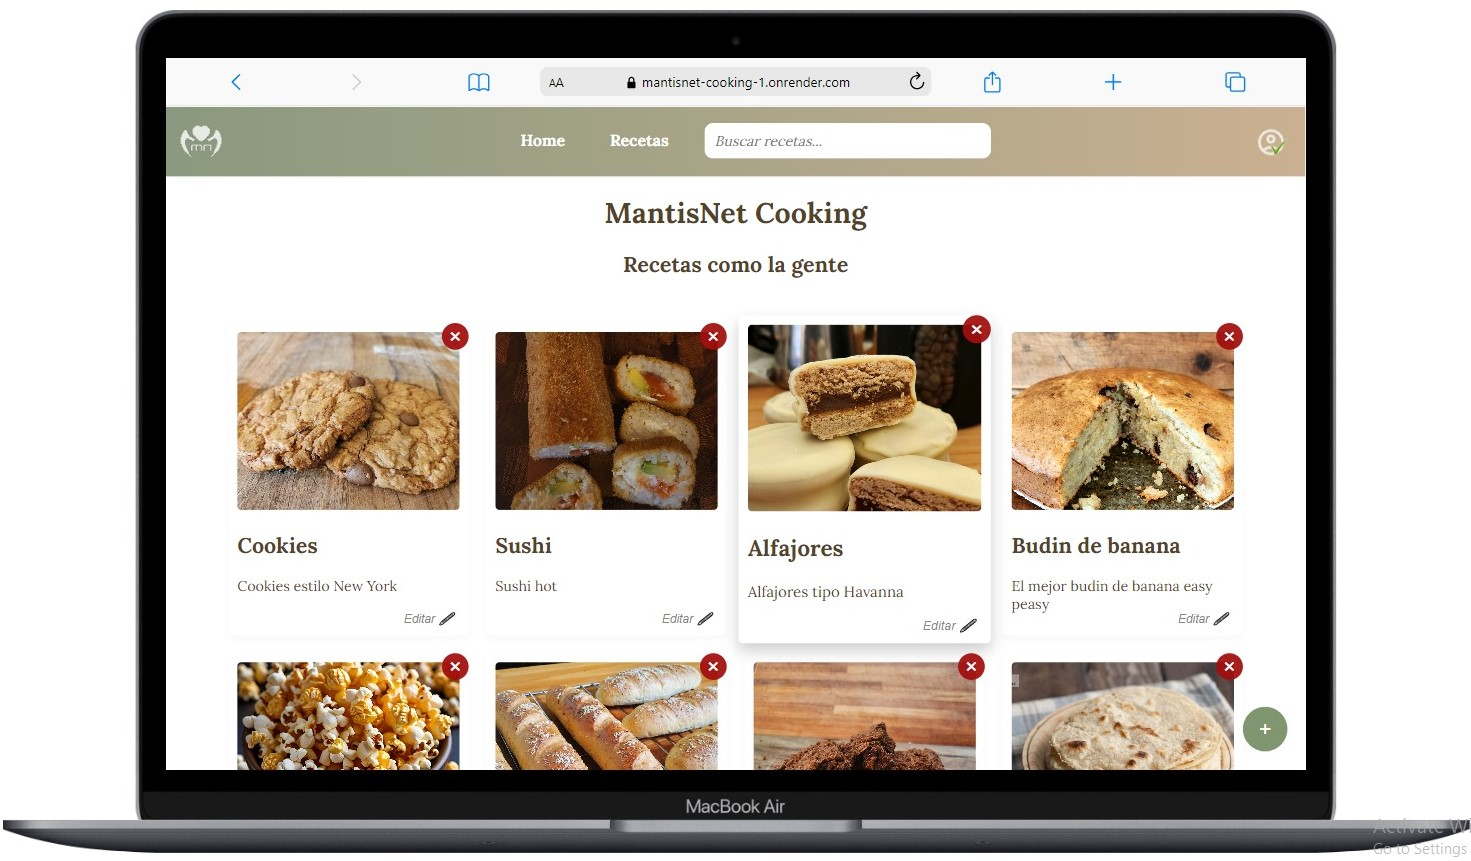 AA
mantisnet-cooking-1.onrender.com
mn
Home
Recetas
Buscar recetas...
MantisNet Cooking
Recetas como la gente
Cookies
Cookies estilo New York
Editar
Sushi
Sushi hot
Editar
Alfajores
Alfajores tipo Havanna
Editar
Budin de banana
El mejor budin de banana easy
peasy
Editar
MacBook Air
Activate Wi
Go to Settings